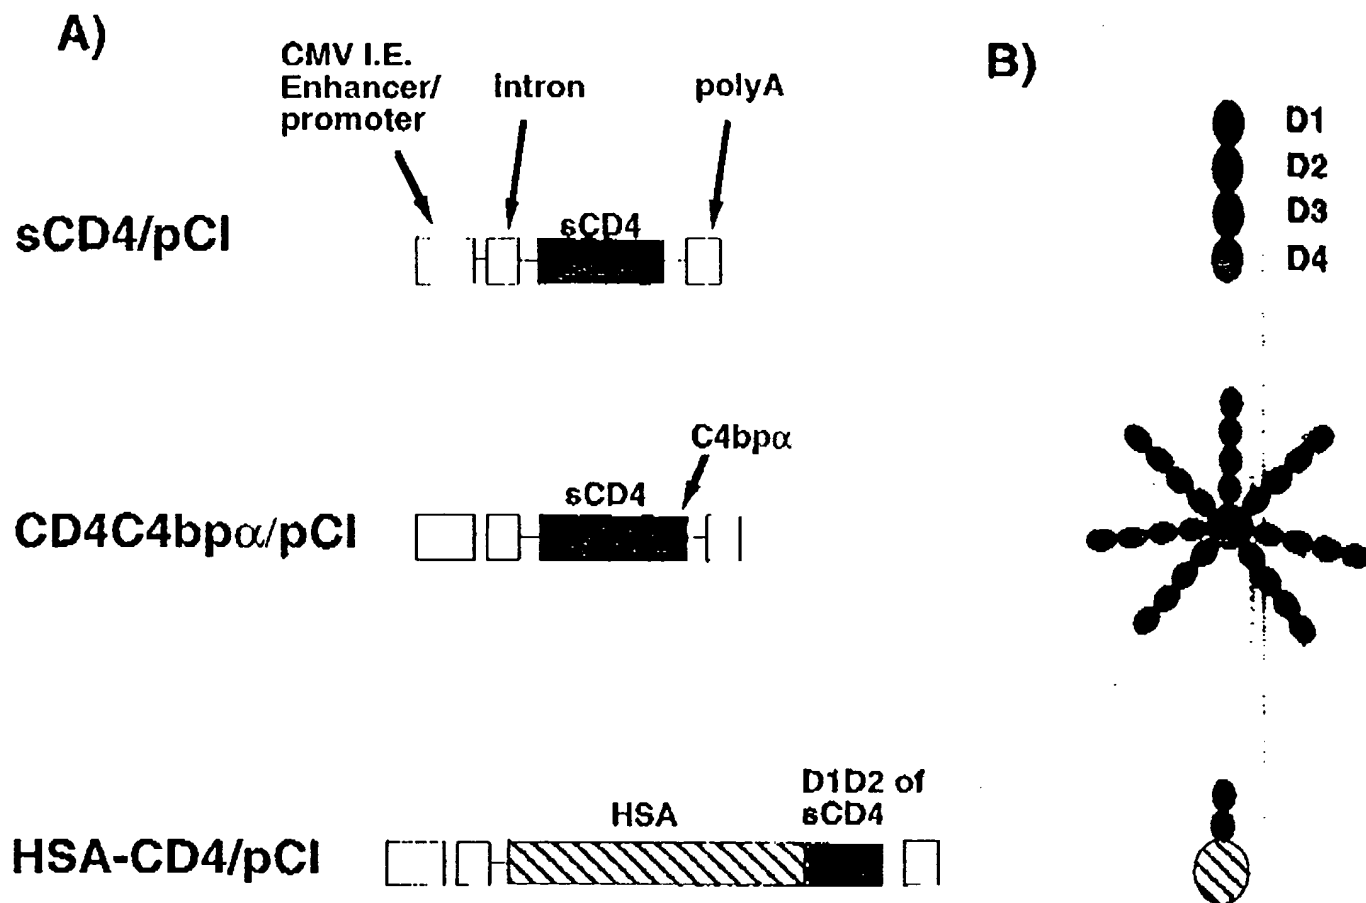 A)
CMV I.E.
Enhancer/
promoter
Intron
polyA
sCD4/pCI
sCD4
C4bpα
sCD4
CD4C4bpα/pCI
HSA
D1D2 of
sCD4
HSA-CD4/pCI
B)
D1
D2
D3
D4